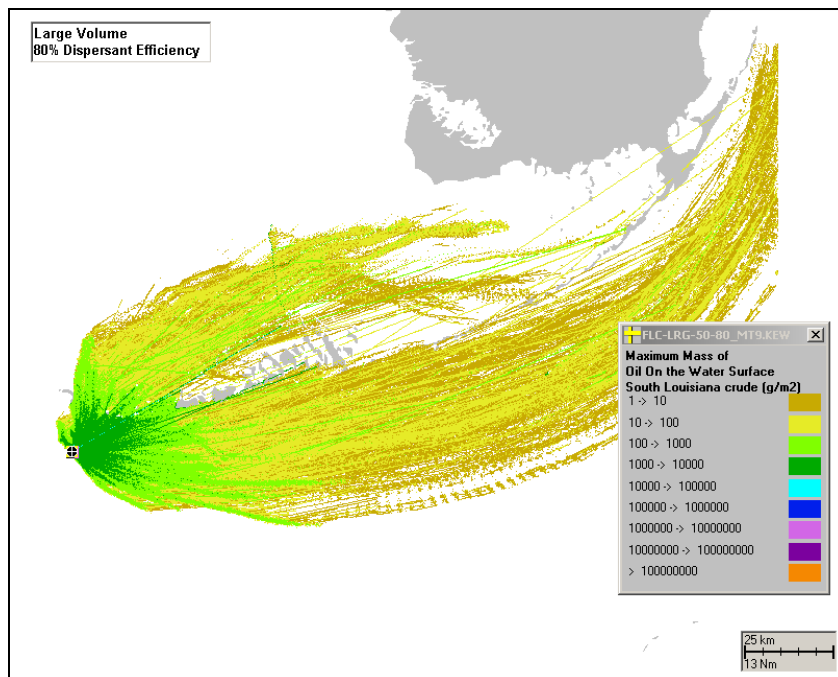 Large Volume
80% Dispersant Efficiency
FLC-LRG-50-80_MT9.KEW
Maximum Mass of
Oil On the Water Surface
South Louisiana crude (g/m2)
1 -> 10
10 -> 100
100 -> 1000
1000 -> 10000
10000 -> 100000
100000 -> 1000000
1000000 -> 10000000
10000000 -> 100000000
> 100000000
25 km
13 Nm